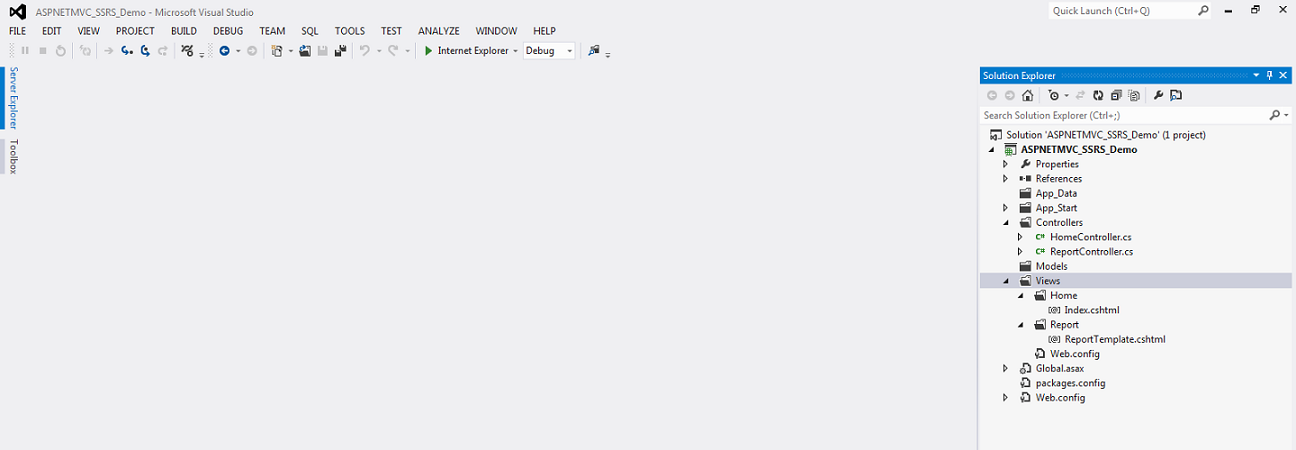 ASPNETMVC_SSRS_Demo - Microsoft Visual Studio
Quick Launch (Ctrl+Q)
FILE EDIT VIEW PROJECT BUILD DEBUG TEAM SQL TOOLS TEST ANALYZE WINDOW HELP
Internet Explorer Debug
Server Explorer
Toolbox
Solution Explorer
Search Solution Explorer (Ctrl+;)
Solution 'ASPNETMVC_SSRS_Demo' (1 project)
ASPNETMVC_SSRS_Demo
Properties
References
App_Data
App_Start
Controllers
C# HomeController.cs
C# ReportController.cs
Models
Views
Home
[@] Index.cshtml
Report
[@] ReportTemplate.cshtml
Web.config
Global.asax
packages.config
Web.config